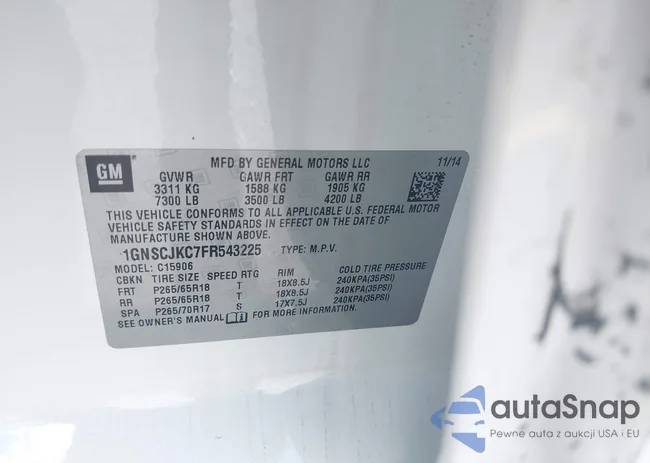 GM
MFD BY GENERAL MOTORS LLC 11/14
GVWR GAWR FRT GAWR RR
3311 KG 1588 KG 1905 KG
7300 LB 3500 LB 4200 LB
THIS VEHICLE CONFORMS TO ALL APPLICABLE U.S. FEDERAL MOTOR
VEHICLE SAFETY STANDARDS IN EFFECT ON THE DATE OF
MANUFACTURE SHOWN ABOVE.
1GNSCJKC7FR543225 TYPE: M.P.V.
MODEL: C15906
CBKN TIRE SIZE SPEED RTG RIM COLD TIRE PRESSURE
FRT P265/65R18 T 18X8.5J 240KPA(35PSI)
RR P265/65R18 T 18X8.5J 240KPA(35PSI)
SPA P265/70R17 S 17X7.5J 240KPA(35PSI)
SEE OWNER'S MANUAL FOR MORE INFORMATION
autaSnap
Pewne auta z aukcji USA i EU